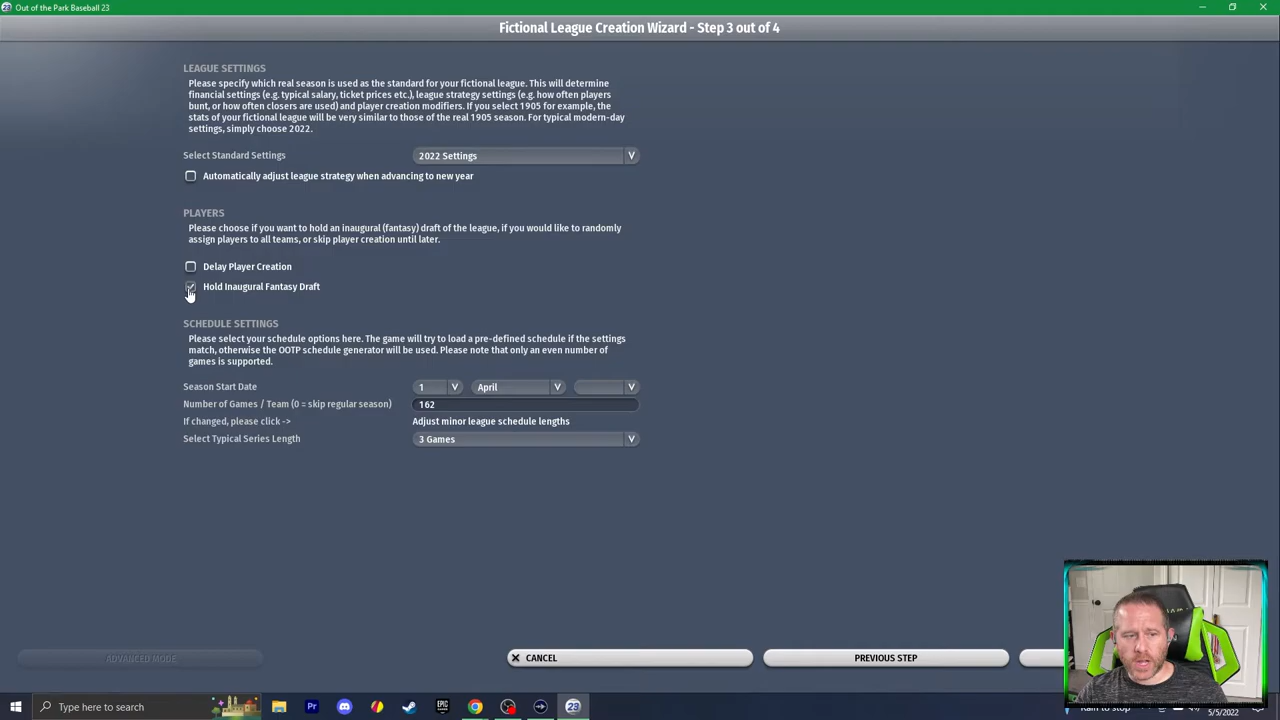 Out of the Park Baseball 23
Fictional League Creation Wizard - Step 3 out of 4
LEAGUE SETTINGS
Please specify which real season is used as the standard for your fictional league. This will determine
financial settings (e.g. typical salary, ticket prices etc.), league strategy settings (e.g. how often players
bunt, or how often closers are used) and player creation modifiers. If you select 1905 for example, the
stats of your fictional league will be very similar to those of the real 1905 season. For typical modern-day
settings, simply choose 2022.
Select Standard Settings 2022 Settings V
Automatically adjust league strategy when advancing to new year
PLAYERS
Please choose if you want to hold an inaugural (fantasy) draft of the league, if you would like to randomly
assign players to all teams, or skip player creation until later.
Delay Player Creation
Hold Inaugural Fantasy Draft
SCHEDULE SETTINGS
Please select your schedule options here. The game will try to load a pre-defined schedule if the settings
match, otherwise the OOTP schedule generator will be used. Please note that only an even number of
games is supported.
Season Start Date 1 V April V V
Number of Games / Team (0 = skip regular season) 162
If changed, please click -> Adjust minor league schedule lengths
Select Typical Series Length 3 Games V
ADVANCED MODE X CANCEL PREVIOUS STEP
Type here to search Pr EPIC 23 Rain to stop
5/5/2022